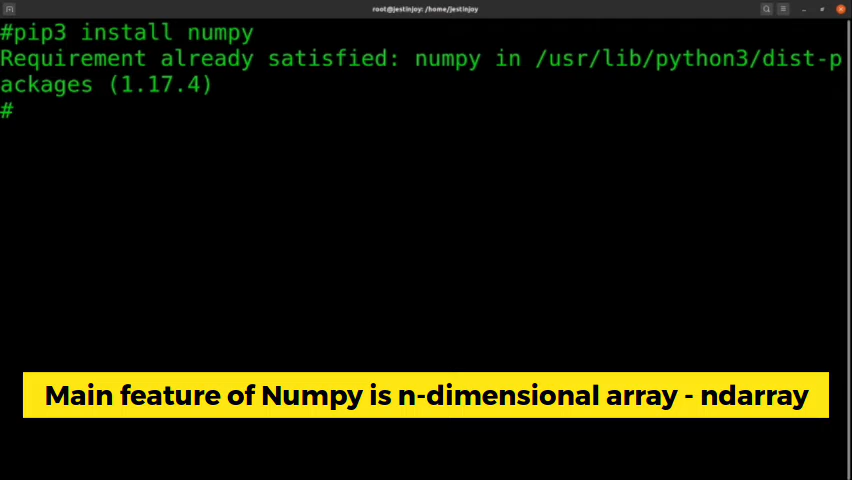 root@jestinjoy: /home/jestinjoy
#pip3 install numpy
Requirement already satisfied: numpy in /usr/lib/python3/dist-p
ackages (1.17.4)
#
Main feature of Numpy is n-dimensional array - ndarray